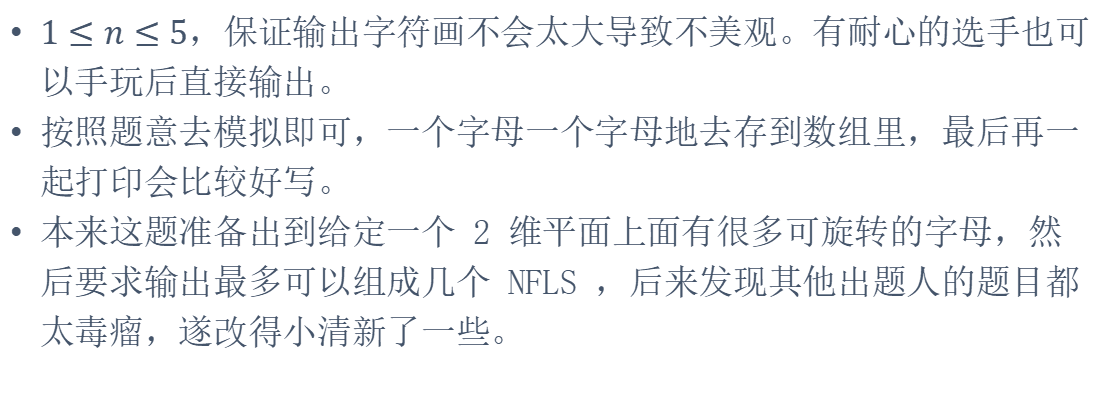 • 1 ≤ n ≤ 5，保证输出字符画不会太大导致不美观。有耐心的选手也可
以手玩后直接输出。
• 按照题意去模拟即可，一个字母一个字母地去存到数组里，最后再一
起打印会比较好写。
• 本来这题准备出到给定一个 2 维平面上面有很多可旋转的字母，然
后要求输出最多可以组成几个 NFLS ，后来发现其他出题人的题目都
太毒瘤，遂改得小清新了一些。